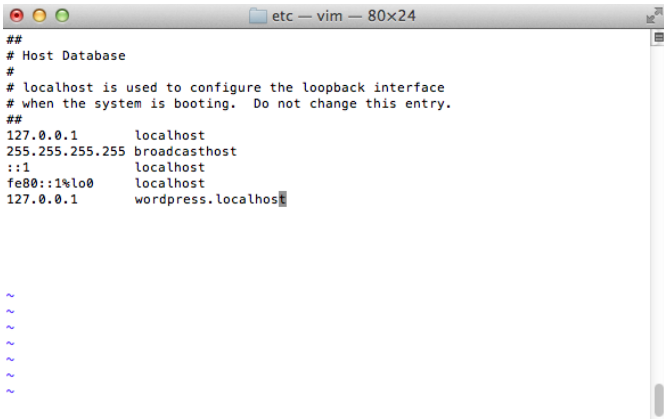 etc — vim — 80×24
##
# Host Database
#
# localhost is used to configure the loopback interface
# when the system is booting.  Do not change this entry.
##
127.0.0.1       localhost
255.255.255.255 broadcasthost
::1             localhost
fe80::1%lo0     localhost
127.0.0.1       wordpress.localhost
~
~
~
~
~
~
~